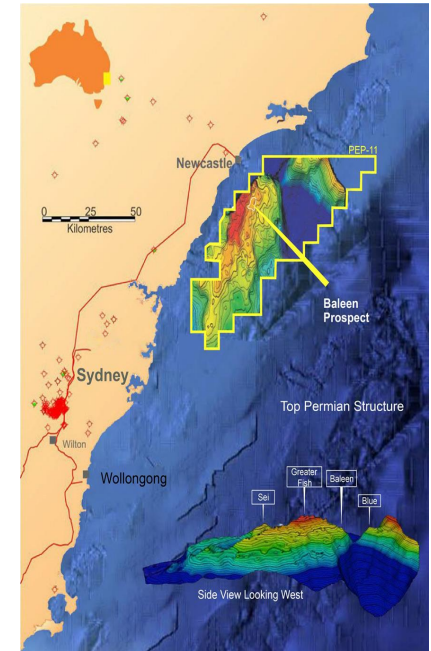 PEP-11
Newcastle
0 25 50
Kilometres
Baleen
Prospect
Sydney
Top Permian Structure
Wilton
Wollongong
Greater
Fish
Sei
Baleen
Blue
Side View Looking West